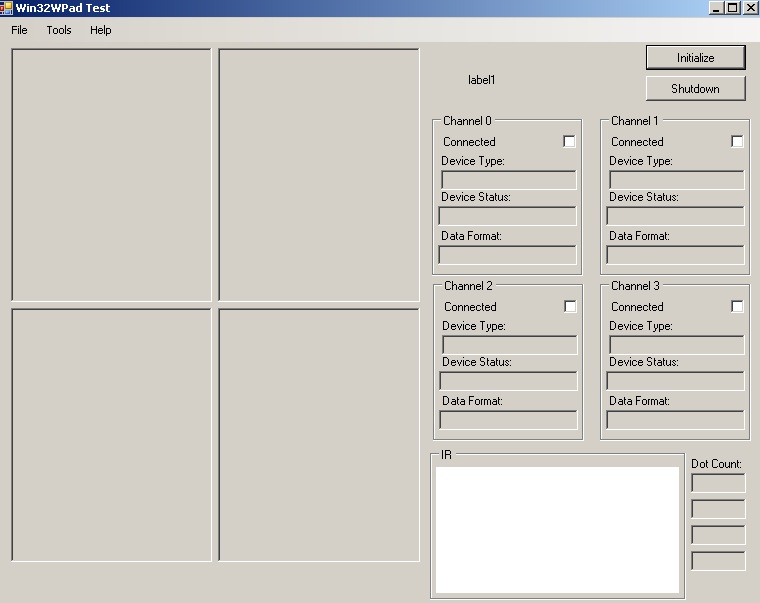 Win32WPad Test
File Tools Help
label1
Initialize
Shutdown
Channel 0
Connected
Device Type:
Device Status:
Data Format:
Channel 1
Connected
Device Type:
Device Status:
Data Format:
Channel 2
Connected
Device Type:
Device Status:
Data Format:
Channel 3
Connected
Device Type:
Device Status:
Data Format:
IR
Dot Count: